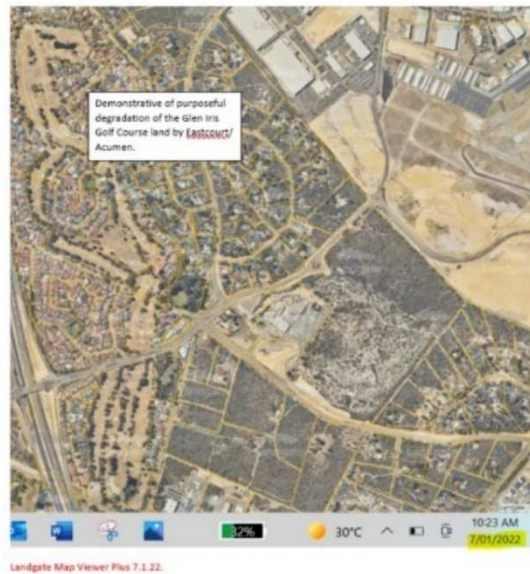 Demonstrative of purposeful
degradation of the Glen Iris
Golf Course land by Eastcourt/
Acumen.
32%
30°C
10:23 AM
7/01/2022
Landgate Map Viewer Plus 7.1.22.